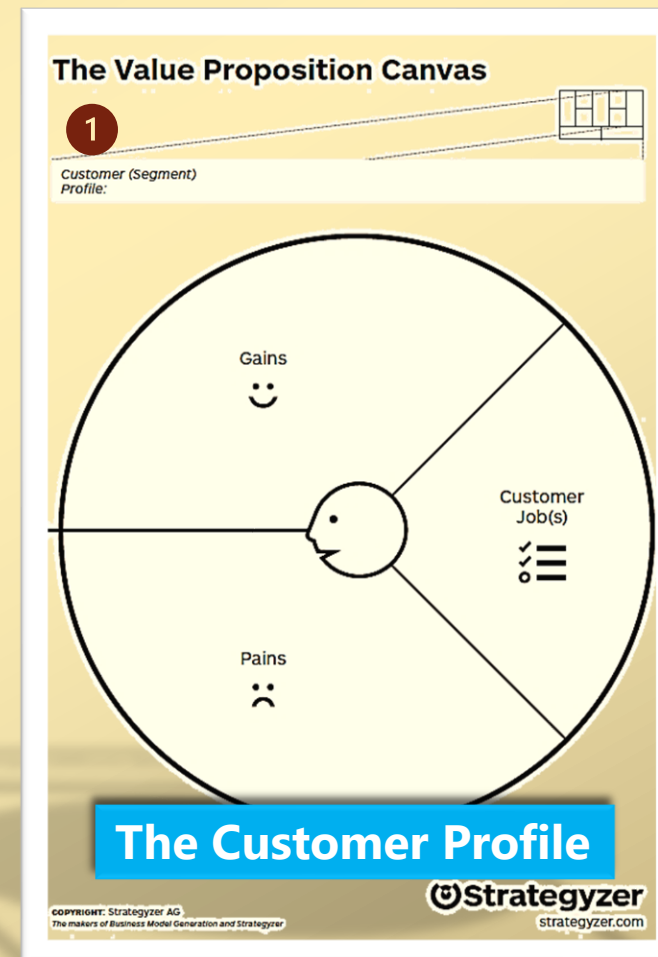 The Value Proposition Canvas
1
Customer (Segment)
Profile:
Gains
Customer
Job(s)
Pains
The Customer Profile
COPYRIGHT: Strategyzer AG
The makers of Business Model Generation and Strategyzer
Strategyzer
strategyzer.com